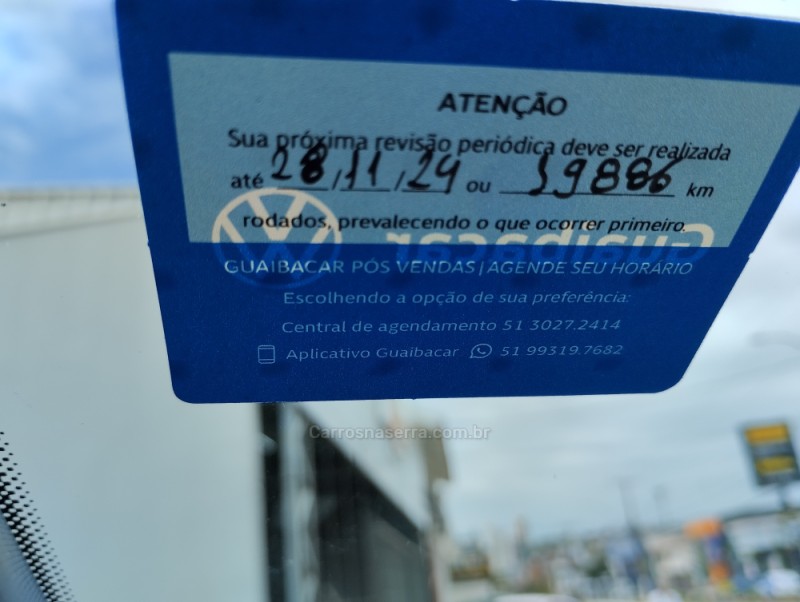 ATENÇÃO
Sua próxima revisão periódica deve ser realizada
até 28/11/24 ou 59886 km
rodados, prevalecendo o que ocorrer primeiro.
Guaibacar
GUAIBACAR PÓS VENDAS | AGENDE SEU HORÁRIO
Escolhendo a opção de sua preferência:
Central de agendamento 51 3027.2414
Aplicativo Guaibacar 51 99319.7682
Carrosnaserra.com.br